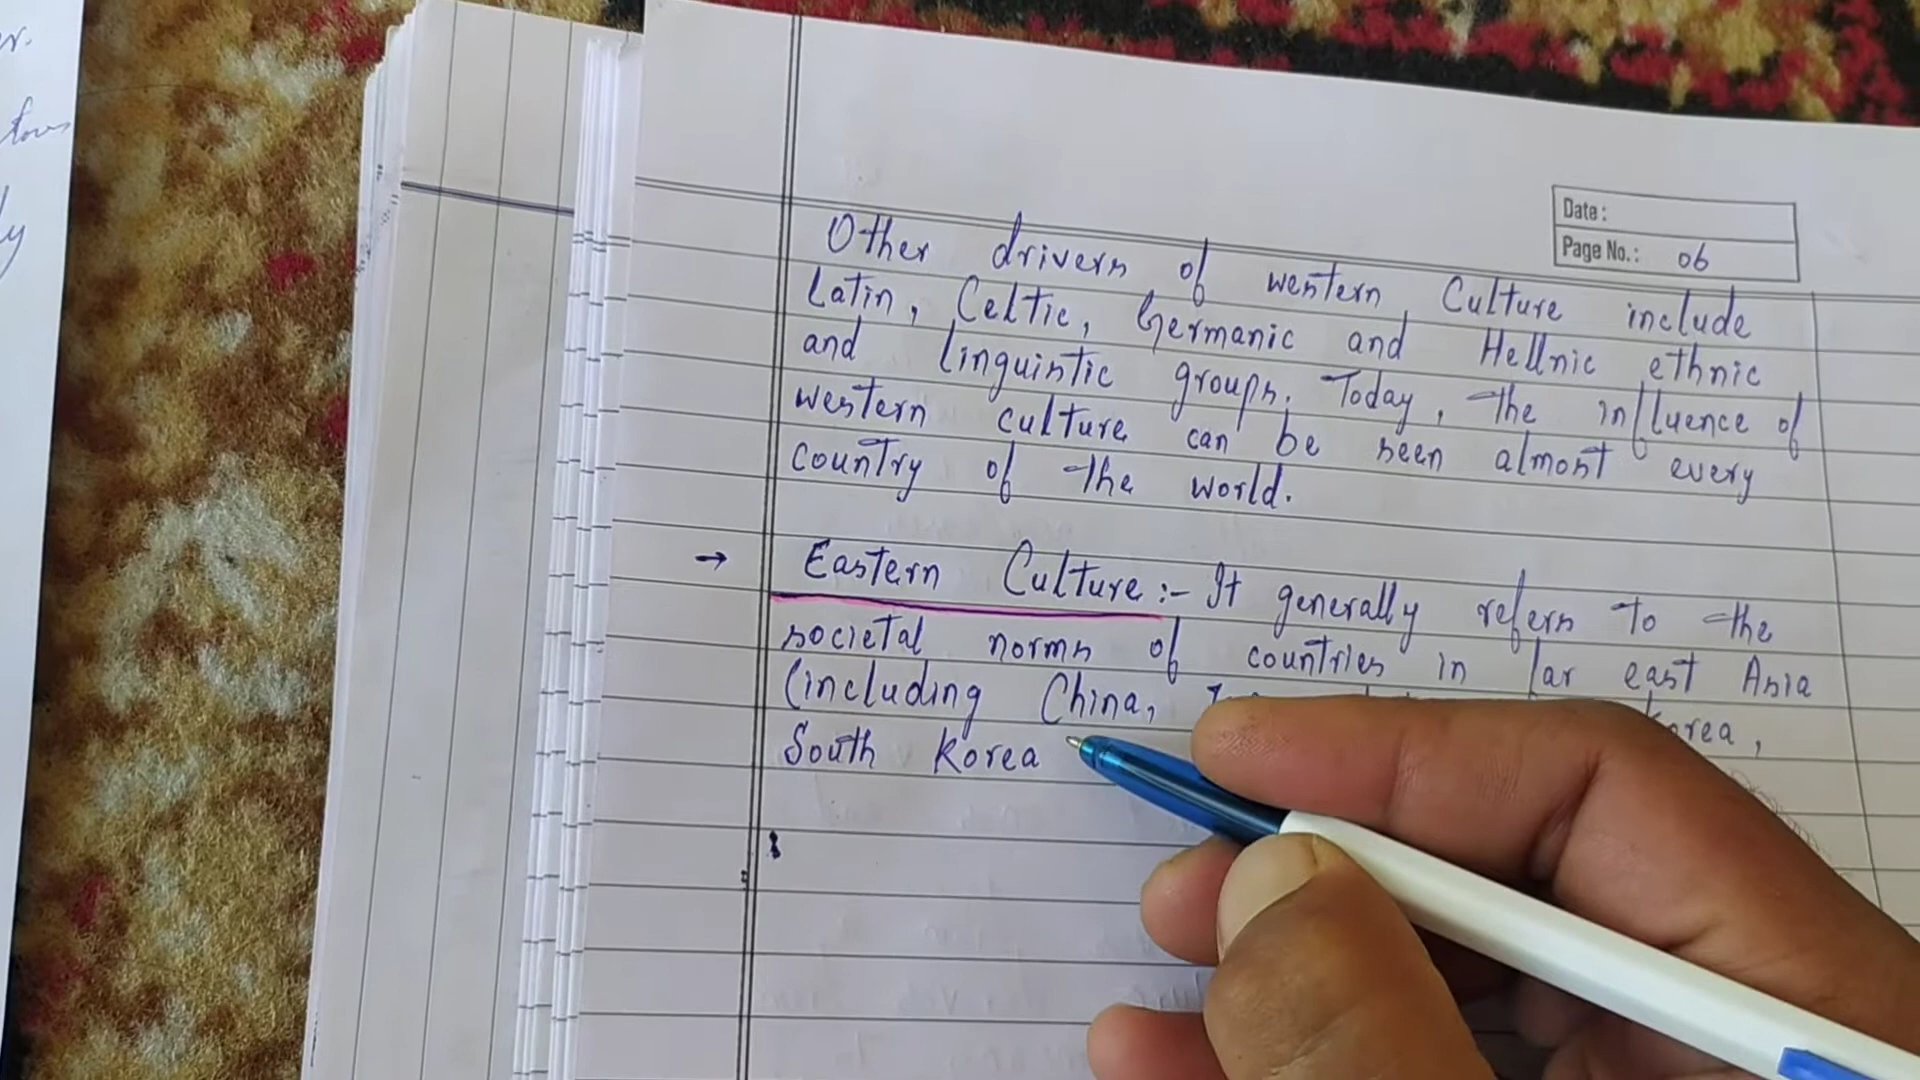 er.
Date :
Page No. : 06
Other drivers of western Culture include
Latin, Celtic, Germanic and Hellnic ethnic
and linguistic groups. Today, the influence of
western culture can be seen almost every
country of the world.
→ Eastern Culture :- It generally refers to the
societal norms of countries in far east Asia
(including China,
South Korea